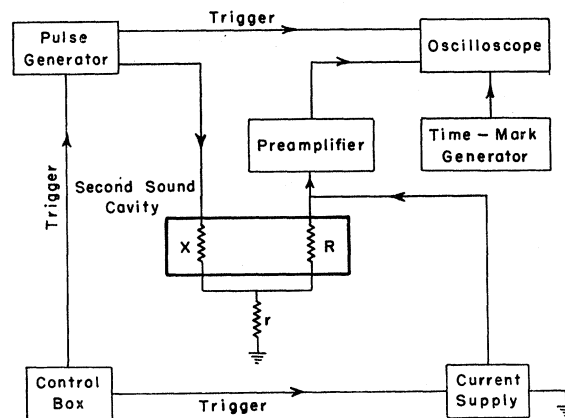 Trigger
Pulse
Generator
Oscilloscope
Preamplifier
Time - Mark
Generator
Trigger
Second Sound
Cavity
X
R
r
Control
Box
Trigger
Current
Supply